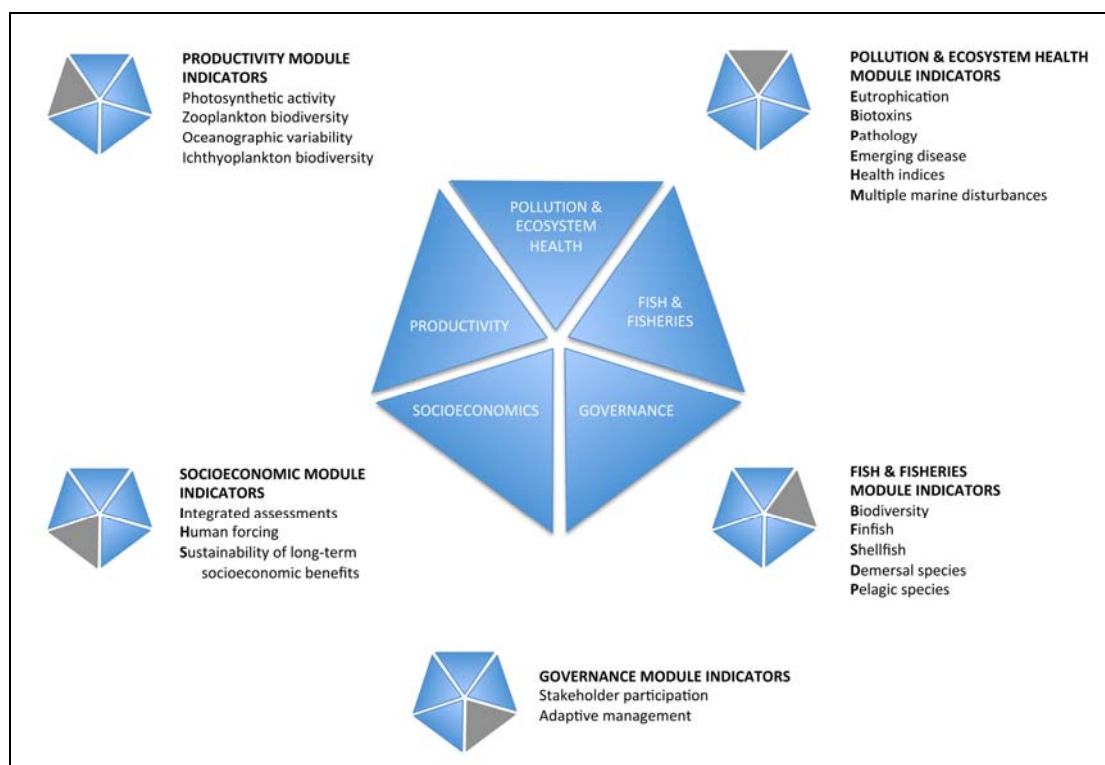 PRODUCTIVITY MODULE
INDICATORS
Photosynthetic activity
Zooplankton biodiversity
Oceanographic variability
Ichthyoplankton biodiversity
POLLUTION & ECOSYSTEM HEALTH
MODULE INDICATORS
Eutrophication
Biotoxins
Pathology
Emerging disease
Health indices
Multiple marine disturbances
POLLUTION &
ECOSYSTEM
HEALTH
PRODUCTIVITY
FISH &
FISHERIES
SOCIOECONOMICS
GOVERNANCE
SOCIOECONOMIC MODULE
INDICATORS
Integrated assessments
Human forcing
Sustainability of long-term
socioeconomic benefits
FISH & FISHERIES
MODULE INDICATORS
Biodiversity
Finfish
Shellfish
Demersal species
Pelagic species
GOVERNANCE MODULE INDICATORS
Stakeholder participation
Adaptive management